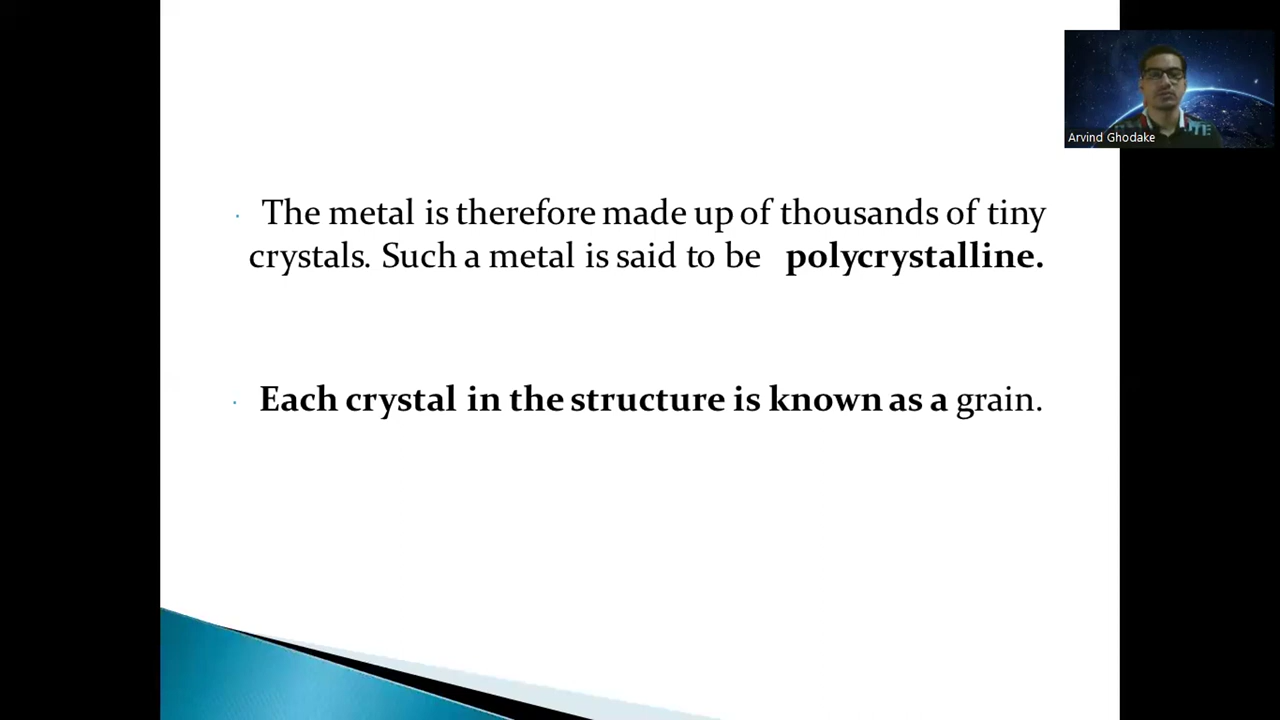 The metal is therefore made up of thousands of tiny
crystals. Such a metal is said to be polycrystalline.
Each crystal in the structure is known as a grain.
Arvind Ghodake